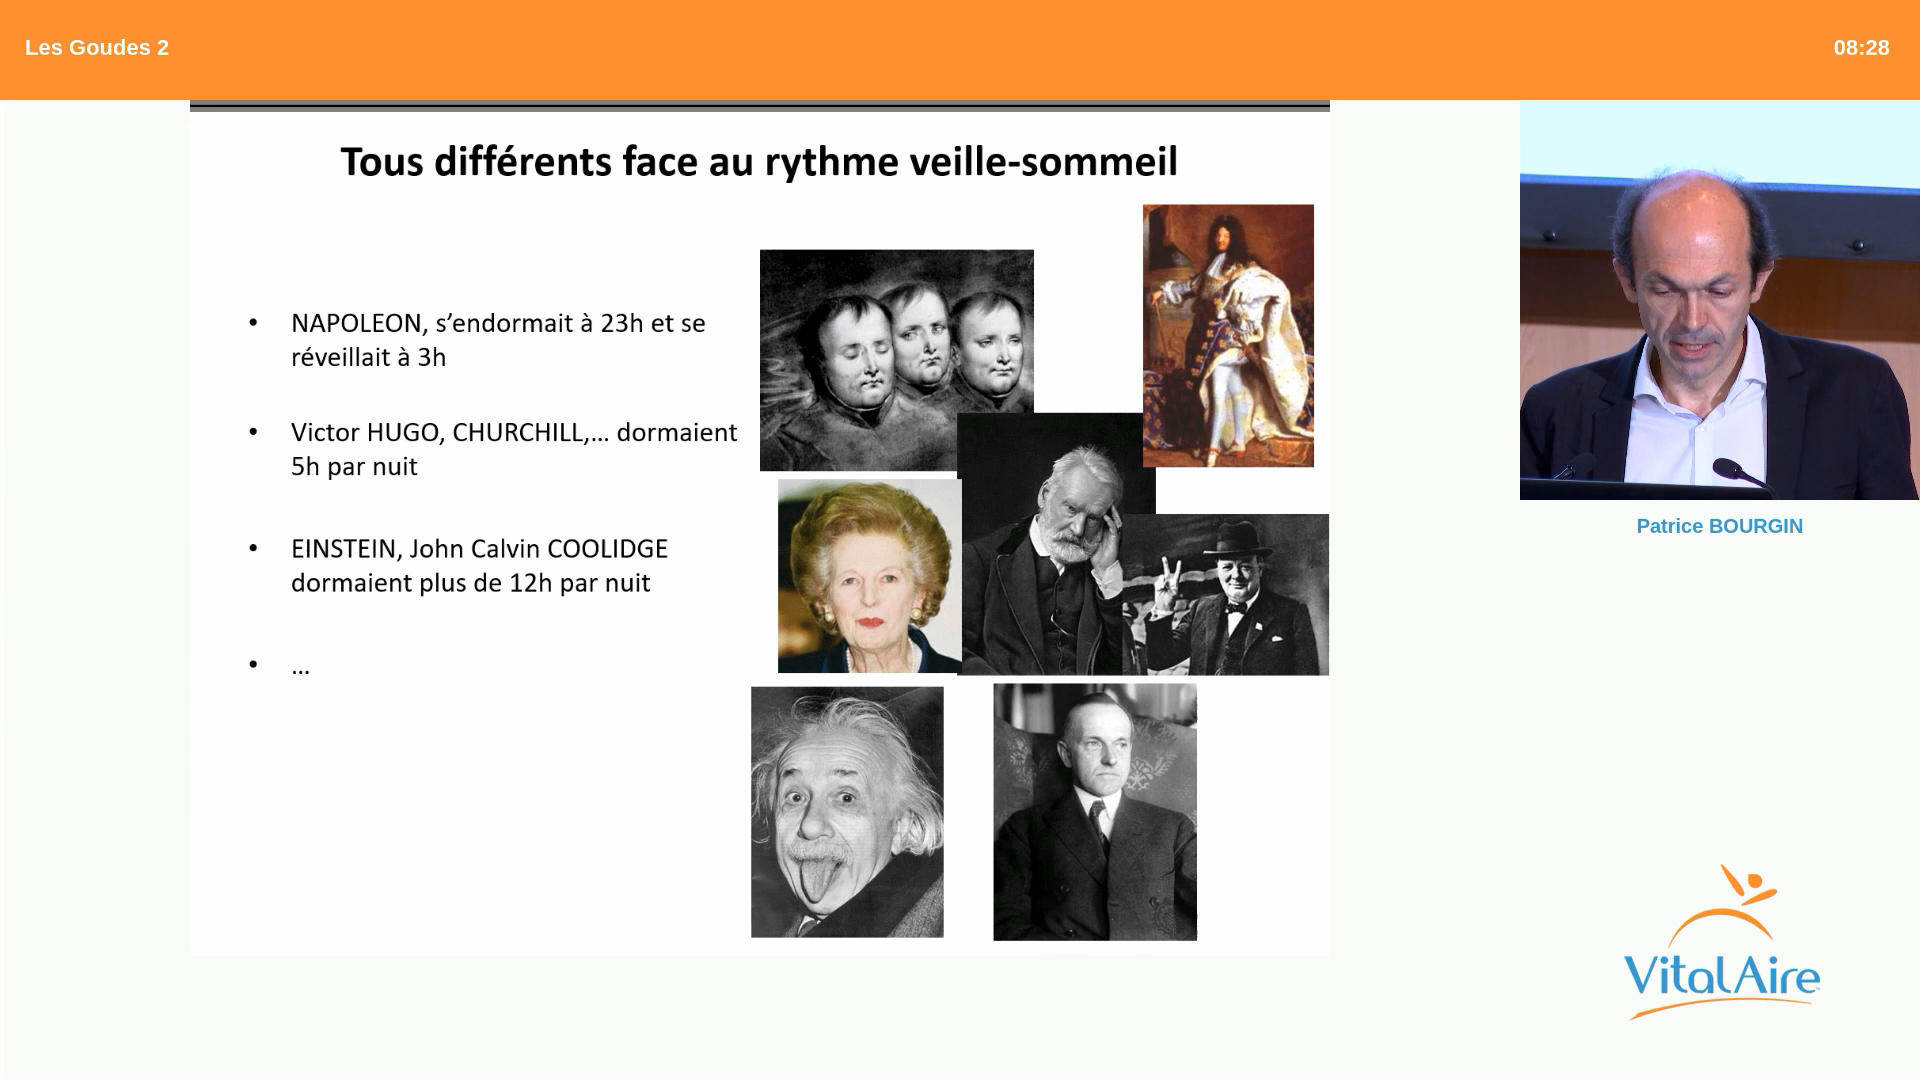 Les Goudes 2
08:28
Tous différents face au rythme veille-sommeil
• NAPOLEON, s’endormait à 23h et se
réveillait à 3h
• Victor HUGO, CHURCHILL,... dormaient
5h par nuit
• EINSTEIN, John Calvin COOLIDGE
dormaient plus de 12h par nuit
• ...
Patrice BOURGIN
VitalAire